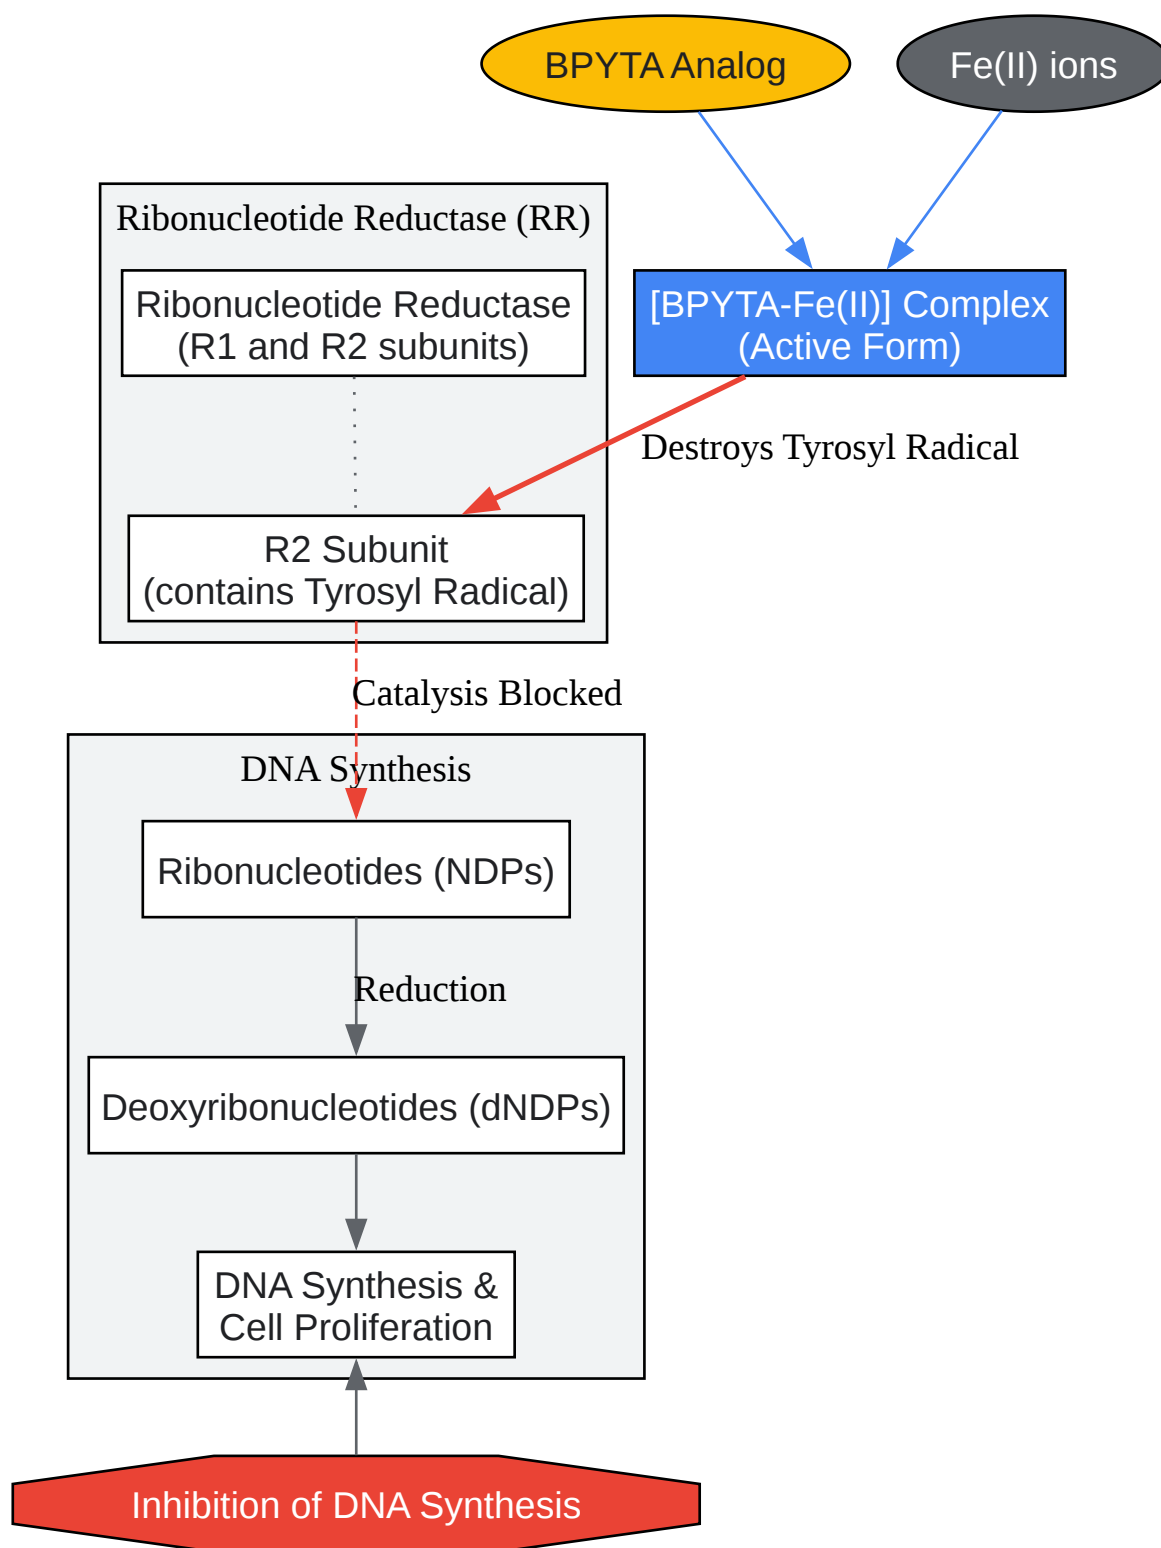 BPYTA Analog
Fe(II) ions
Ribonucleotide Reductase (RR)
Ribonucleotide Reductase
(R1 and R2 subunits)
[BPYTA-Fe(II)] Complex
(Active Form)
Destroys Tyrosyl Radical
R2 Subunit
(contains Tyrosyl Radical)
Catalysis Blocked
DNA Synthesis
Ribonucleotides (NDPs)
Reduction
Deoxyribonucleotides (dNDPs)
DNA Synthesis &
Cell Proliferation
Inhibition of DNA Synthesis